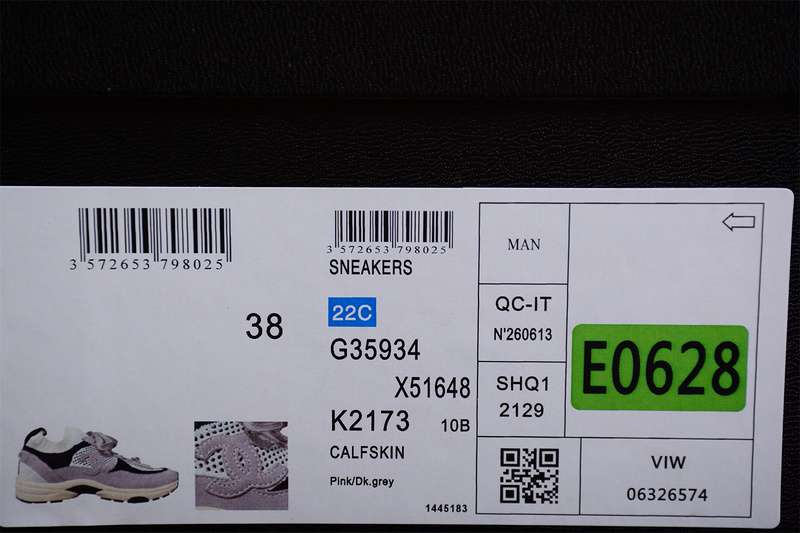 3 572653 798025
38
3 572653 798025
SNEAKERS
22C
G35934
X51648
K2173 10B
CALFSKIN
Pink/Dk.grey
1445183
MAN
QC-IT
N'260613
SHQ1
2129
E0628
VIW
06326574